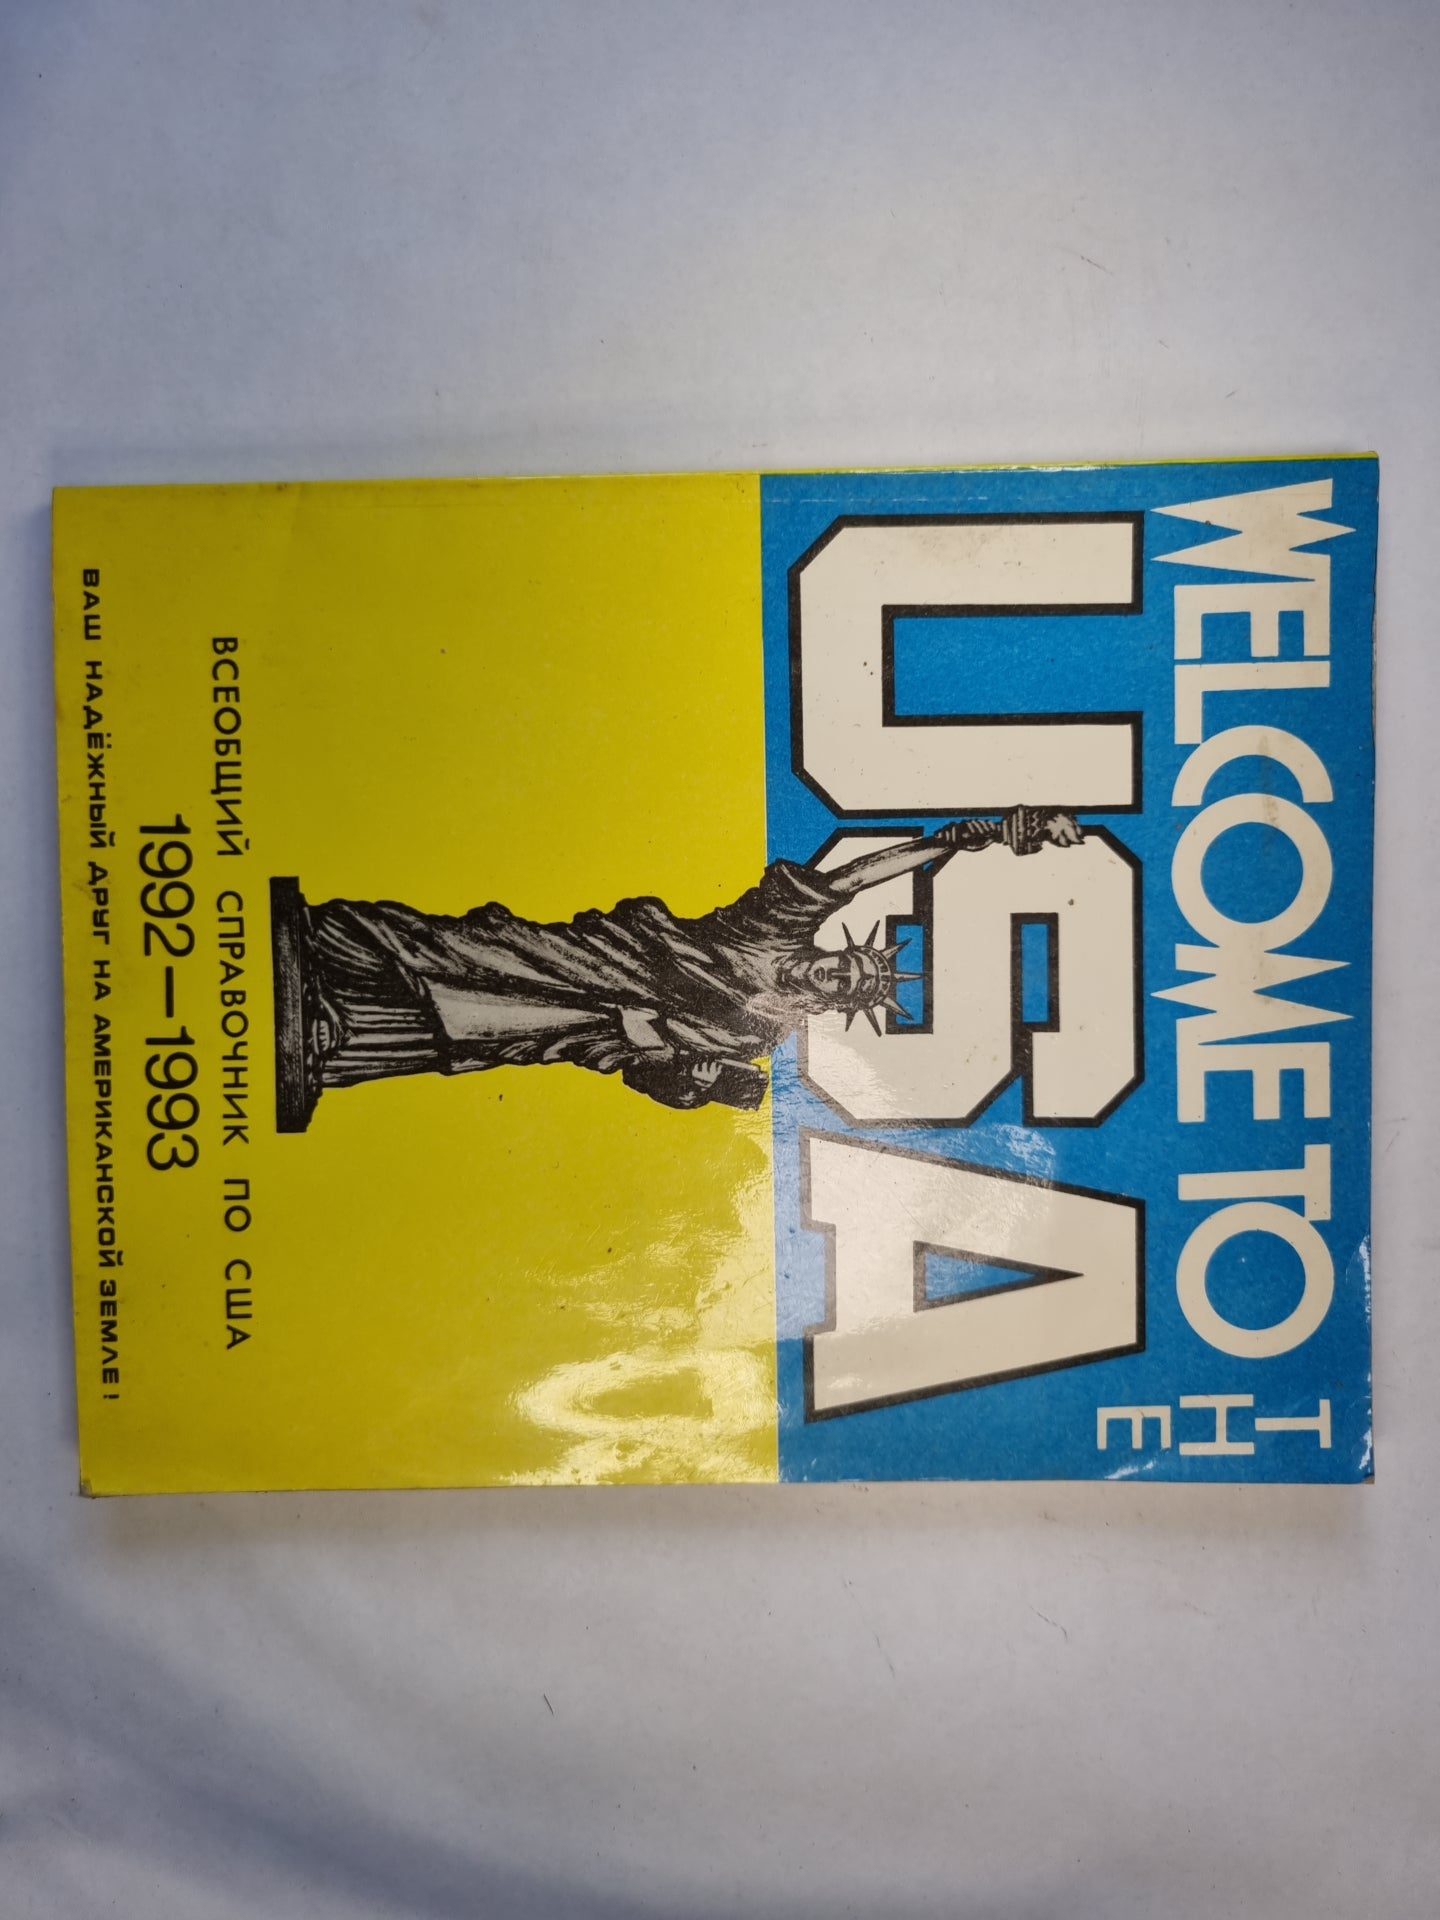 WELCOME TO THE
USA
ВСЕОБЩИЙ СПРАВОЧНИК ПО США
1992—1993
ВАШ НАДЁЖНЫЙ ДРУГ НА АМЕРИКАНСКОЙ ЗЕМЛЕ!